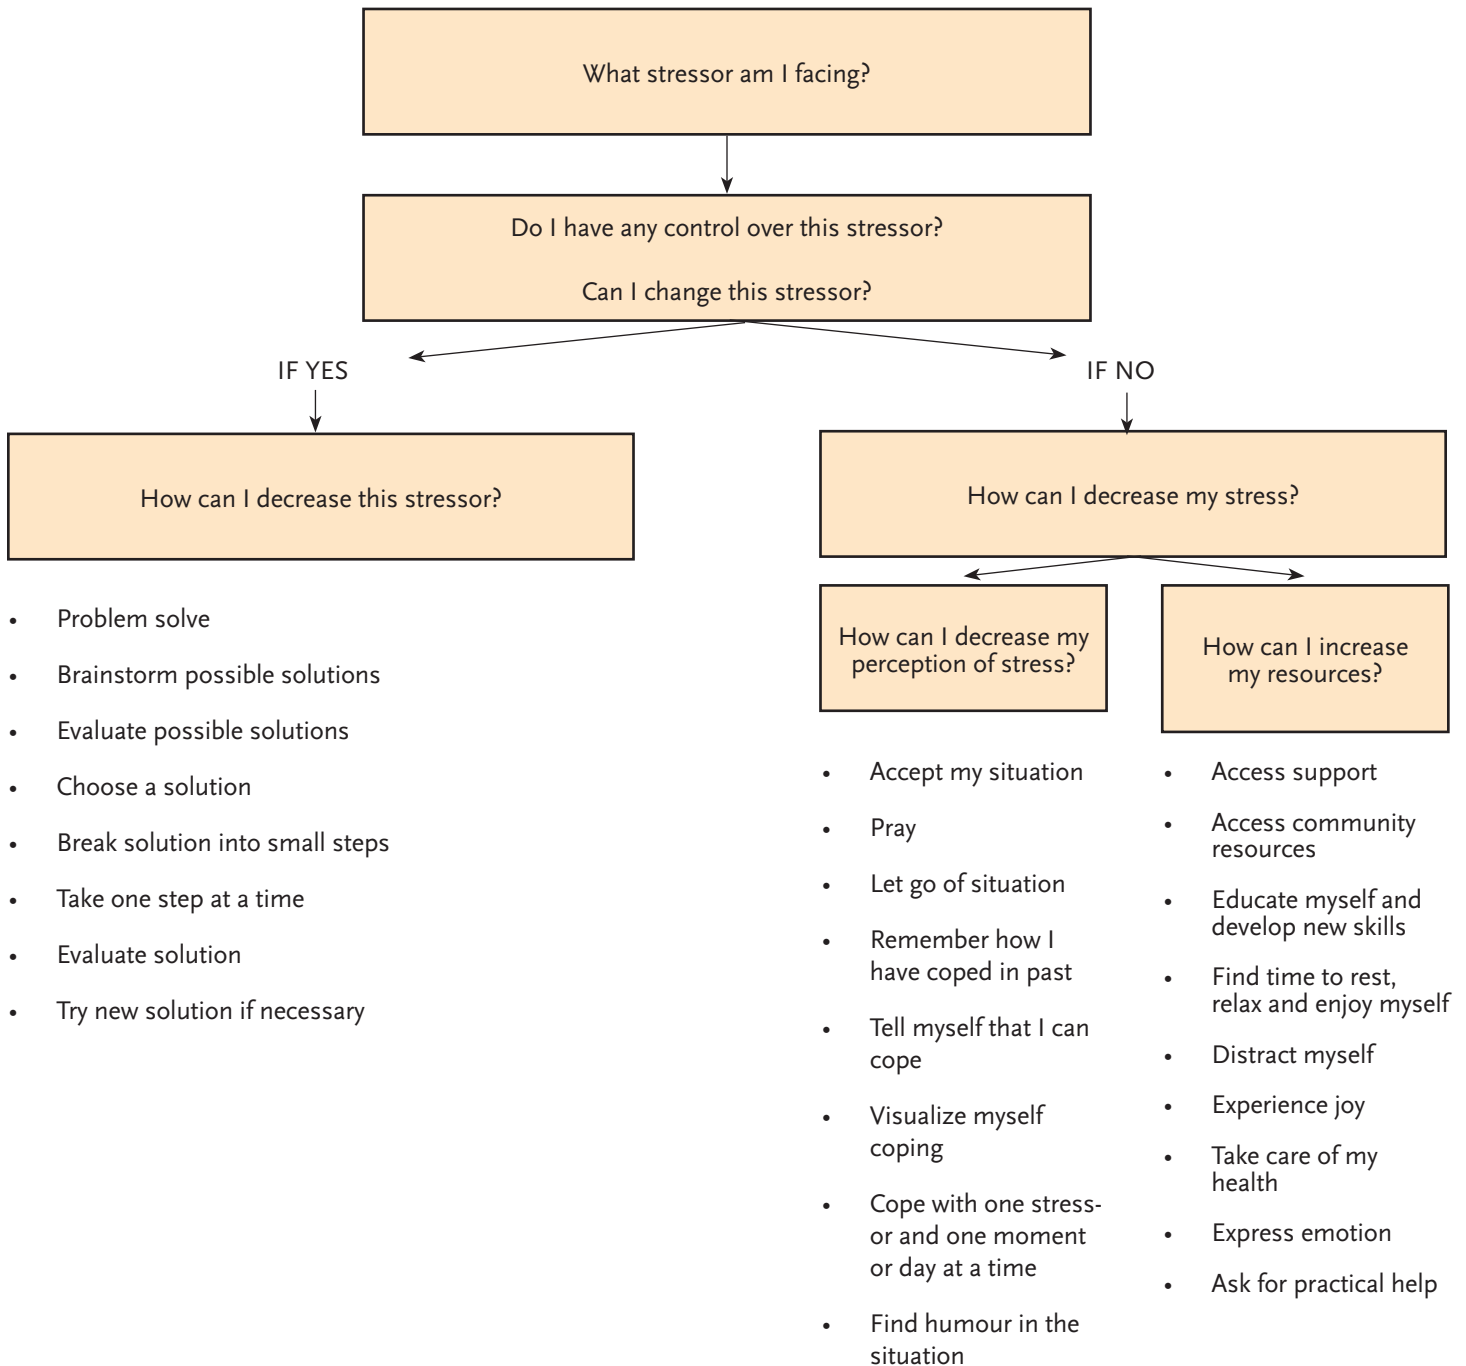 What stressor am I facing?
Do I have any control over this stressor?
Can I change this stressor?
IF YES
IF NO
How can I decrease this stressor?
• Problem solve
• Brainstorm possible solutions
• Evaluate possible solutions
• Choose a solution
• Break solution into small steps
• Take one step at a time
• Evaluate solution
• Try new solution if necessary
How can I decrease my stress?
How can I decrease my
perception of stress?
• Accept my situation
• Pray
• Let go of situation
• Remember how I
have coped in past
• Tell myself that I can
cope
• Visualize myself
coping
• Cope with one stress-
or and one moment
or day at a time
• Find humour in the
situation
How can I increase
my resources?
• Access support
• Access community
resources
• Educate myself and
develop new skills
• Find time to rest,
relax and enjoy myself
• Distract myself
• Experience joy
• Take care of my
health
• Express emotion
• Ask for practical help